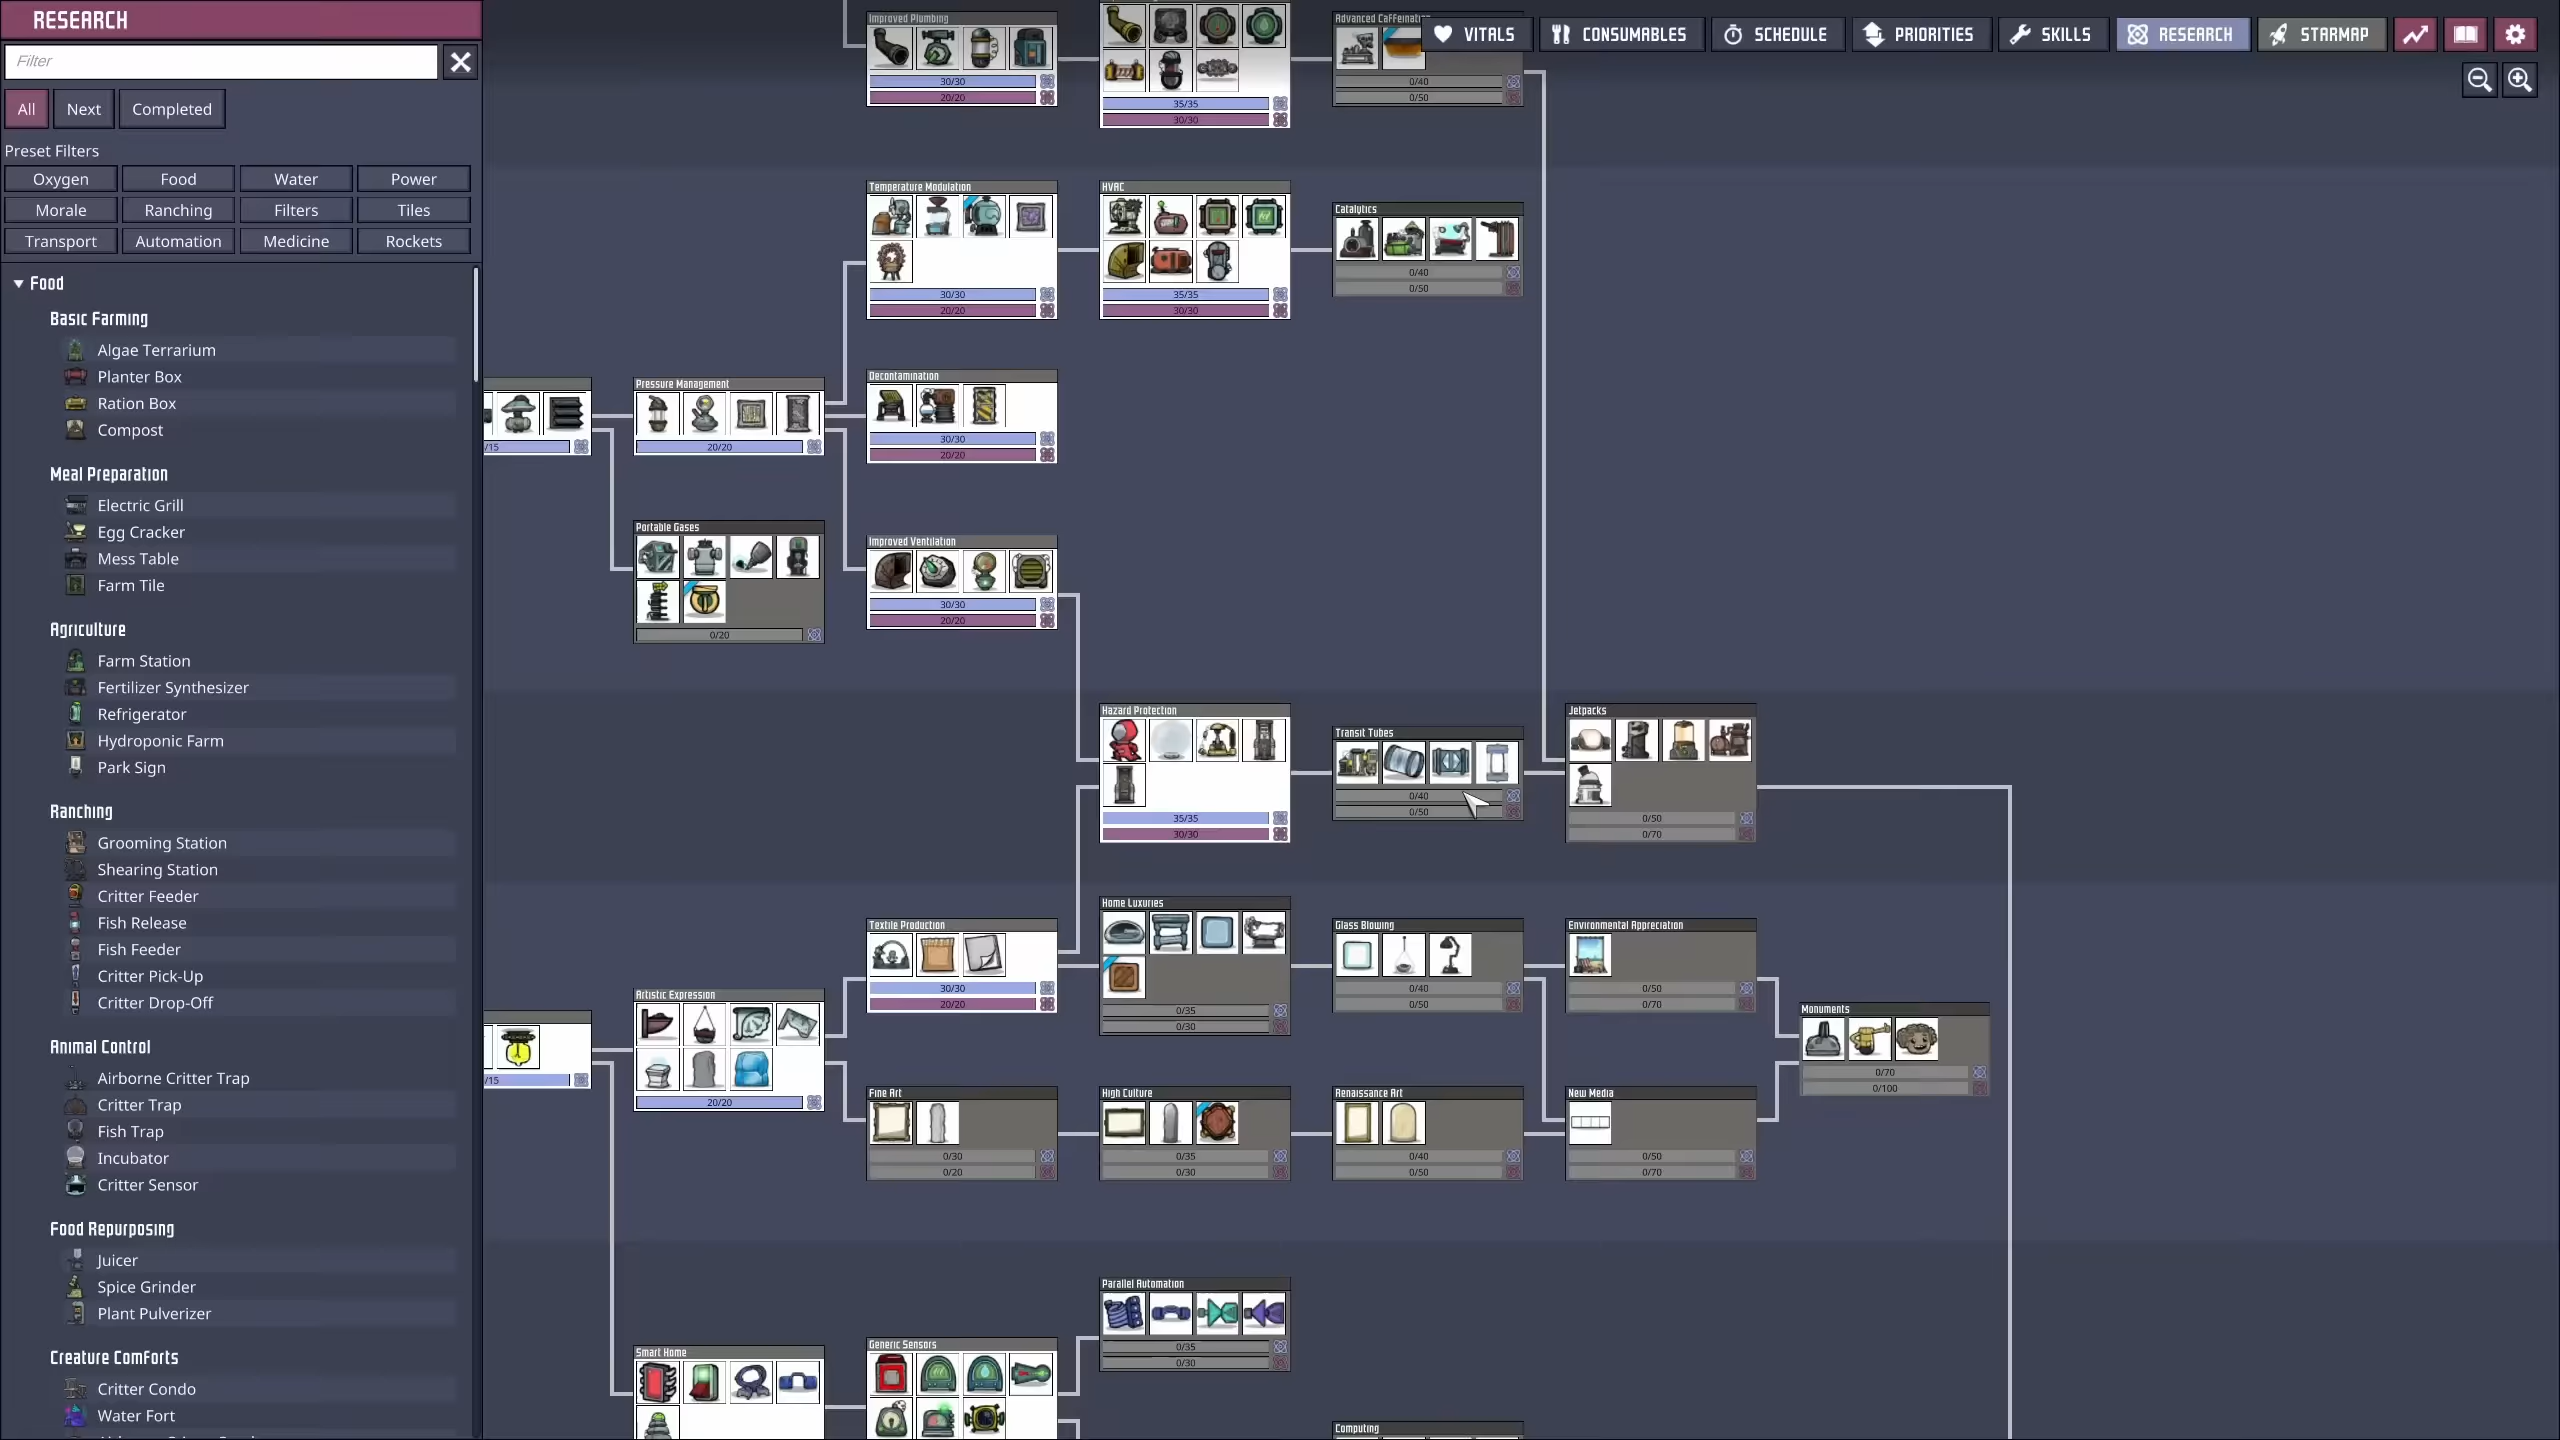 RESEARCH
Filter
All Next Completed
Preset Filters
Oxygen Food Water Power
Morale Ranching Filters Tiles
Transport Automation Medicine Rockets
Food
Basic Farming
Algae Terrarium
Planter Box
Ration Box
Compost
Meal Preparation
Electric Grill
Egg Cracker
Mess Table
Farm Tile
Agriculture
Farm Station
Fertilizer Synthesizer
Refrigerator
Hydroponic Farm
Park Sign
Ranching
Grooming Station
Shearing Station
Critter Feeder
Fish Release
Fish Feeder
Critter Pick-Up
Critter Drop-Off
Animal Control
Airborne Critter Trap
Critter Trap
Fish Trap
Incubator
Critter Sensor
Food Repurposing
Juicer
Spice Grinder
Plant Pulverizer
Creature Comforts
Critter Condo
Water Fort
VITALS CONSUMABLES SCHEDULE PRIORITIES SKILLS RESEARCH STARMAP
Improved Plumbing
30/30
20/20
35/35
30/30
Advanced Caffeination
0/40
0/50
Temperature Modulation
30/30
20/20
HVAC
35/35
30/30
Catalytics
0/40
0/50
/15
Pressure Management
20/20
Decontamination
30/30
20/20
Portable Gases
0/20
Improved Ventilation
30/30
20/20
Hazard Protection
35/35
30/30
Transit Tubes
0/40
0/50
Jetpacks
0/50
0/70
/15
Artistic Expression
20/20
Textile Production
30/30
20/20
Home Luxuries
0/35
0/30
Glass Blowing
0/40
0/50
Environmental Appreciation
0/50
0/70
Monuments
0/70
0/100
Fine Art
0/30
0/20
High Culture
0/35
0/30
Renaissance Art
0/40
0/50
New Media
0/50
0/70
Parallel Automation
0/35
0/30
Smart Home
Generic Sensors
Computing